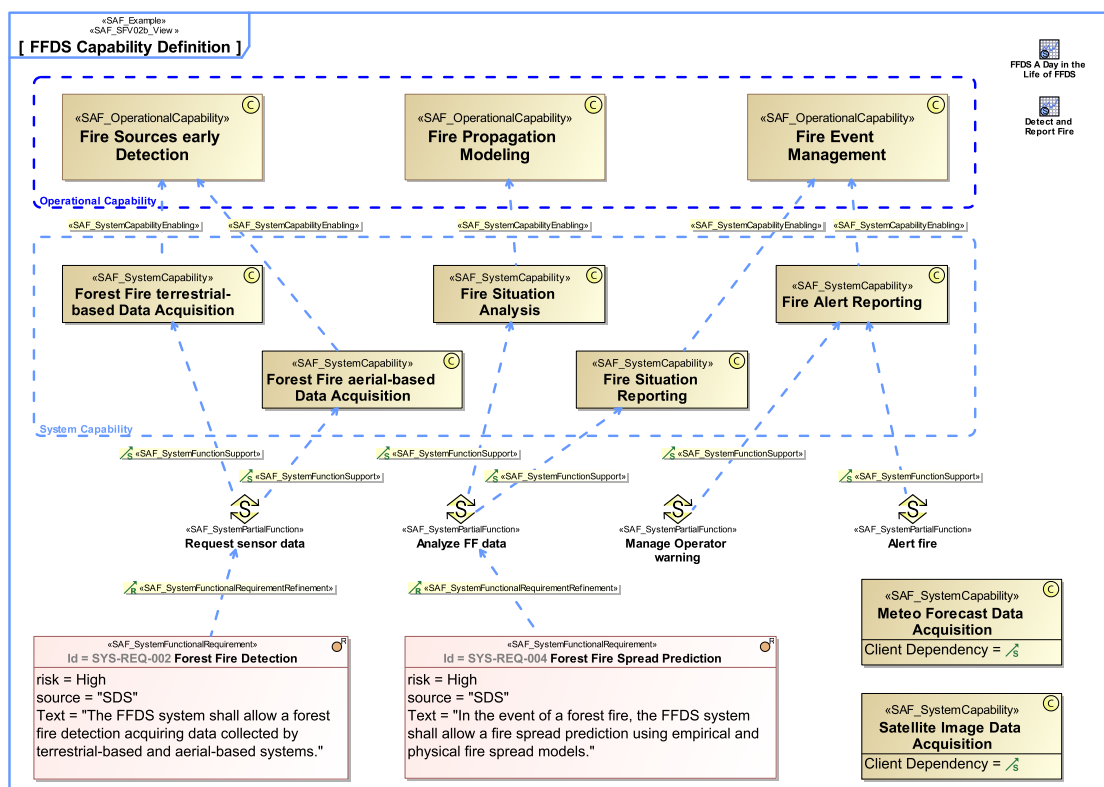 «SAF_Example»
«SAF_SFV02b_View »
[ FFDS Capability Definition ]
FFDS A Day in the
Life of FFDS
Detect and
Report Fire
«SAF_OperationalCapability»
Fire Sources early
Detection
«SAF_OperationalCapability»
Fire Propagation
Modeling
«SAF_OperationalCapability»
Fire Event
Management
C
C
C
Operational Capability
«SAF_SystemCapabilityEnabling»
«SAF_SystemCapabilityEnabling»
«SAF_SystemCapabilityEnabling»
«SAF_SystemCapabilityEnabling»
«SAF_SystemCapabilityEnabling»
«SAF_SystemCapability»
Forest Fire terrestrial-
based Data Acquisition
C
«SAF_SystemCapability»
Fire Situation
Analysis
C
«SAF_SystemCapability»
Fire Alert Reporting
C
«SAF_SystemCapability»
Forest Fire aerial-based
Data Acquisition
C
«SAF_SystemCapability»
Fire Situation
Reporting
C
System Capability
S «SAF_SystemFunctionSupport»
S «SAF_SystemFunctionSupport»
S «SAF_SystemFunctionSupport»
S «SAF_SystemFunctionSupport»
S «SAF_SystemFunctionSupport»
S «SAF_SystemFunctionSupport»
S
«SAF_SystemPartialFunction»
Request sensor data
S
«SAF_SystemPartialFunction»
Analyze FF data
S
«SAF_SystemPartialFunction»
Manage Operator
warning
S
«SAF_SystemPartialFunction»
Alert fire
R «SAF_SystemFunctionalRequirementRefinement»
R «SAF_SystemFunctionalRequirementRefinement»
«SAF_SystemFunctionalRequirement»
R
Id = SYS-REQ-002 Forest Fire Detection
risk = High
source = "SDS"
Text = "The FFDS system shall allow a forest
fire detection acquiring data collected by
terrestrial-based and aerial-based systems."
«SAF_SystemFunctionalRequirement»
R
Id = SYS-REQ-004 Forest Fire Spread Prediction
risk = High
source = "SDS"
Text = "In the event of a forest fire, the FFDS system
shall allow a fire spread prediction using empirical and
physical fire spread models."
C
«SAF_SystemCapability»
Meteo Forecast Data
Acquisition
Client Dependency = S
C
«SAF_SystemCapability»
Satellite Image Data
Acquisition
Client Dependency = S